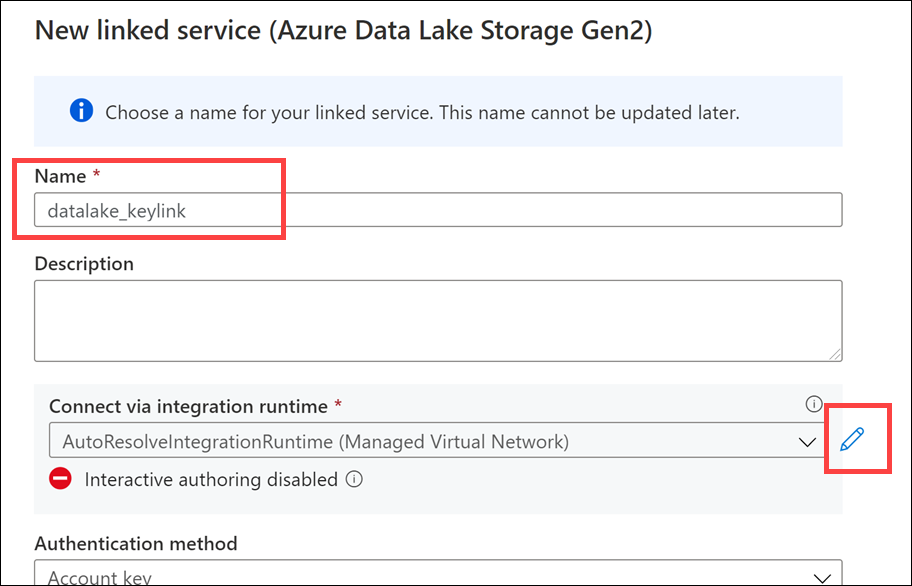 New linked service (Azure Data Lake Storage Gen2)
Choose a name for your linked service. This name cannot be updated later.
Name *
datalake_keylink
Description
Connect via integration runtime *
AutoResolveIntegrationRuntime (Managed Virtual Network)
Interactive authoring disabled
Authentication method
Account key